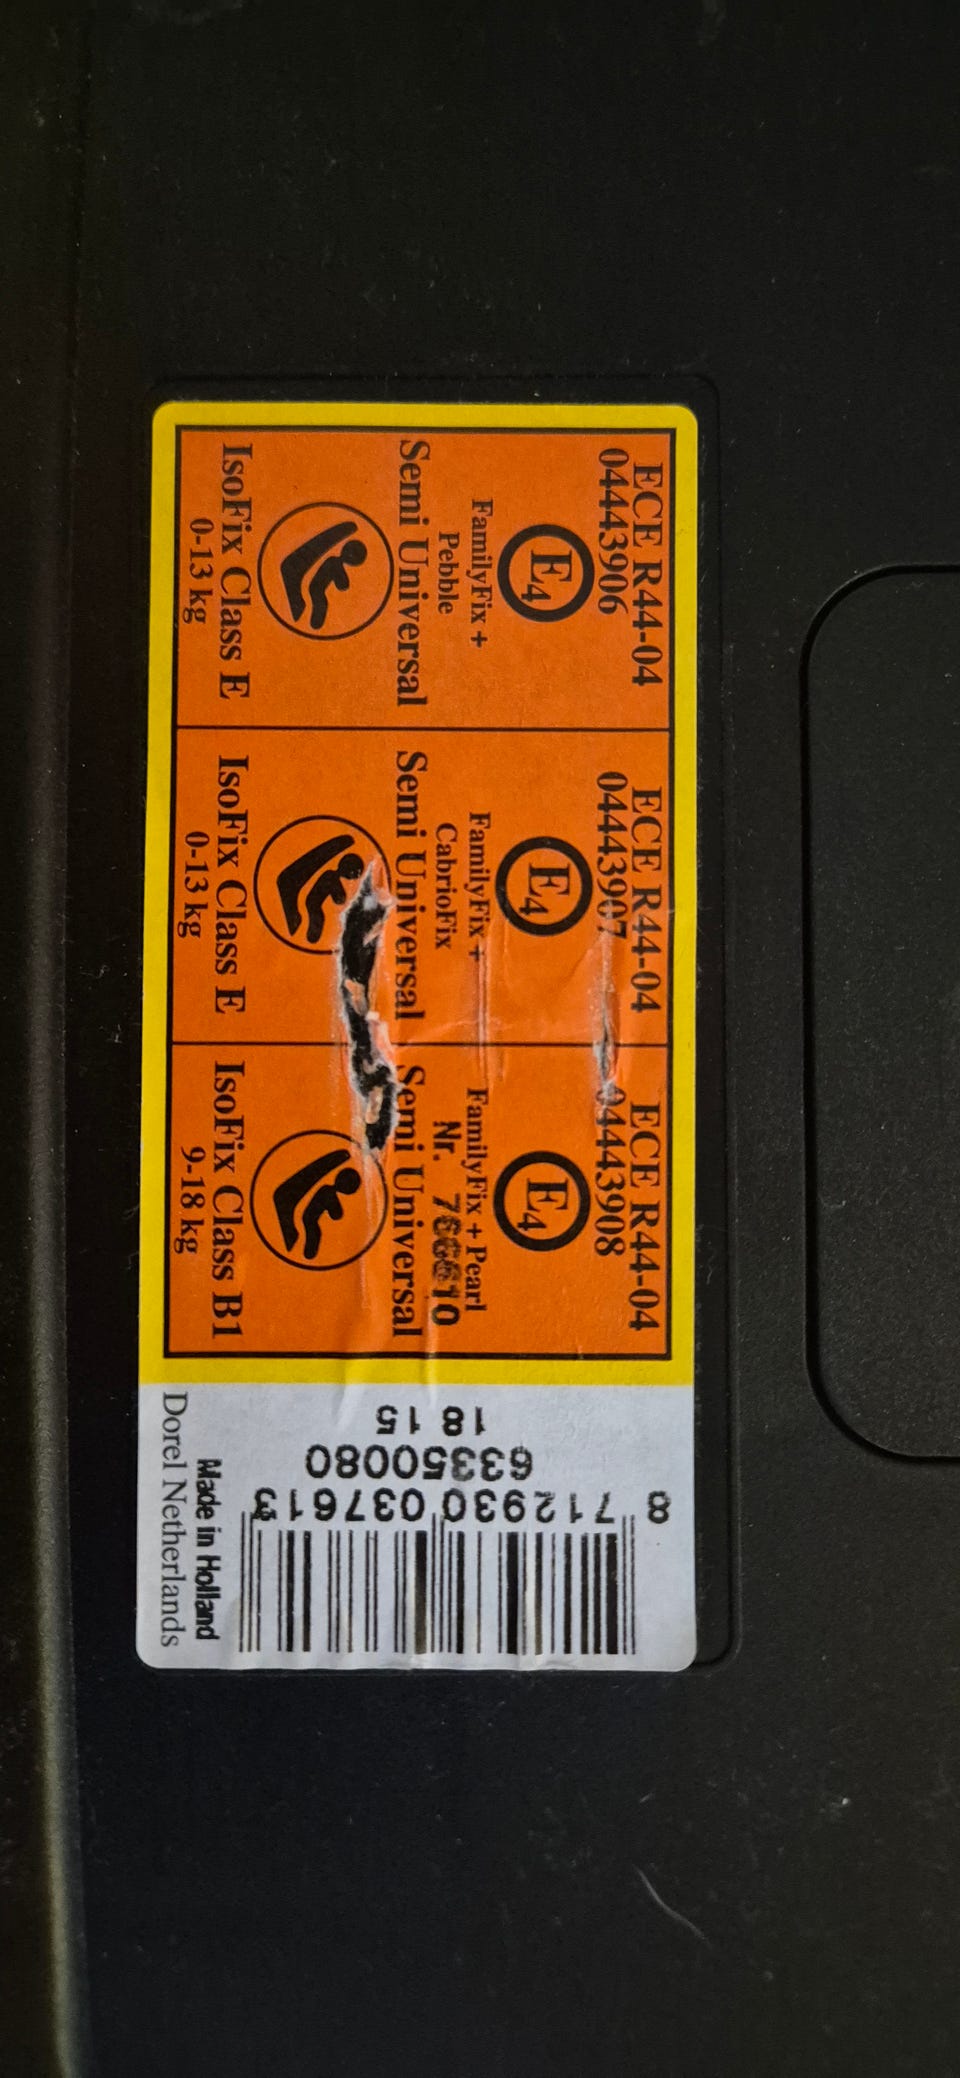 ECE R44-04
04443906
E4
FamilyFix +
Pebble
Semi Universal
IsoFix Class E
0-13 kg
ECE R44-04
04443907
E4
FamilyFix +
CabrioFix
Semi Universal
IsoFix Class E
0-13 kg
ECE R44-04
04443908
E4
FamilyFix + Pearl
Nr.
Semi Universal
IsoFix Class B1
9-18 kg
18 15
63350080
8 712930 037613
Made in Holland
Dorel Netherlands